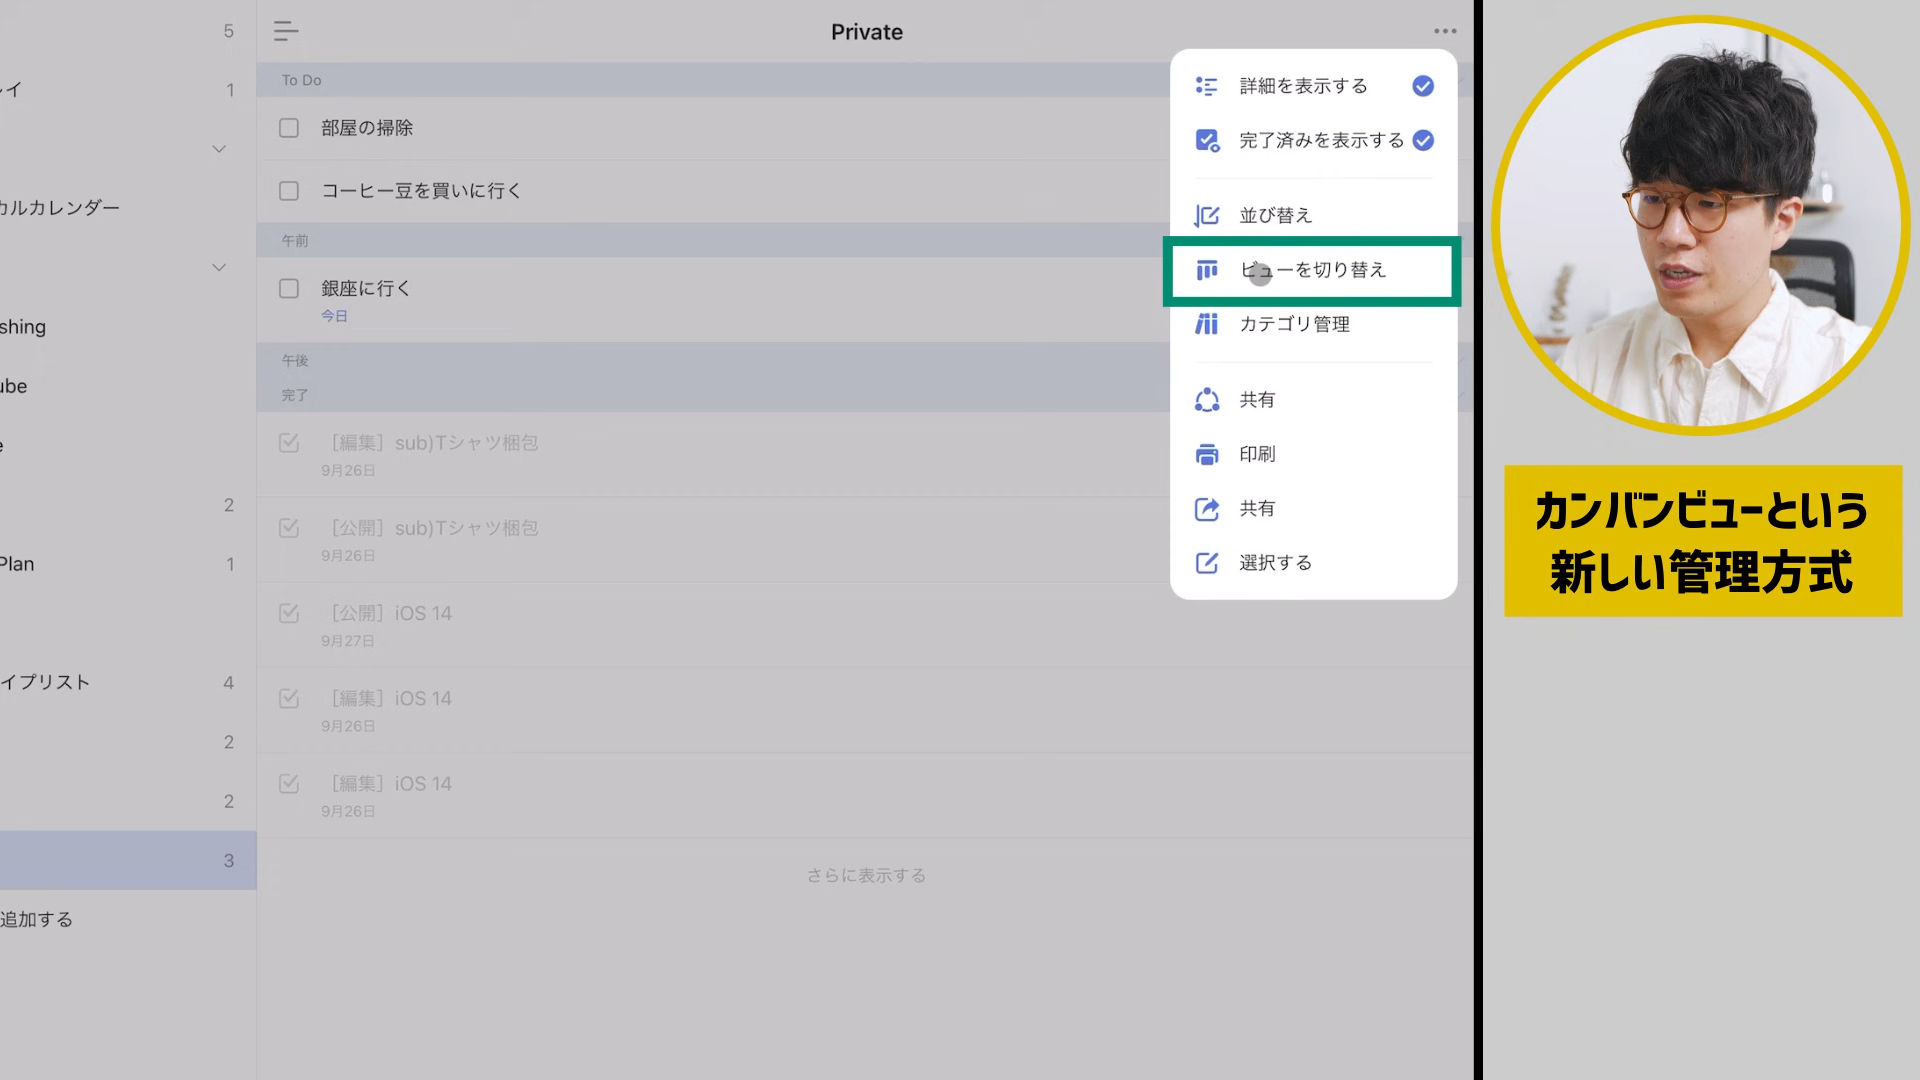 5
レイ 1
カルカレンダー
shing
ube
e
2
Plan 1
イプリスト 4
2
2
3
追加する
Private
To Do
部屋の掃除
コーヒー豆を買いに行く
午前
銀座に行く
今日
午後
完了
［編集］sub)Tシャツ梱包
9月26日
［公開］sub)Tシャツ梱包
9月26日
［公開］iOS 14
9月27日
［編集］iOS 14
9月26日
［編集］iOS 14
9月26日
さらに表示する
詳細を表示する
完了済みを表示する
並び替え
ビューを切り替え
カテゴリ管理
共有
印刷
共有
選択する
カンバンビューという
新しい管理方式